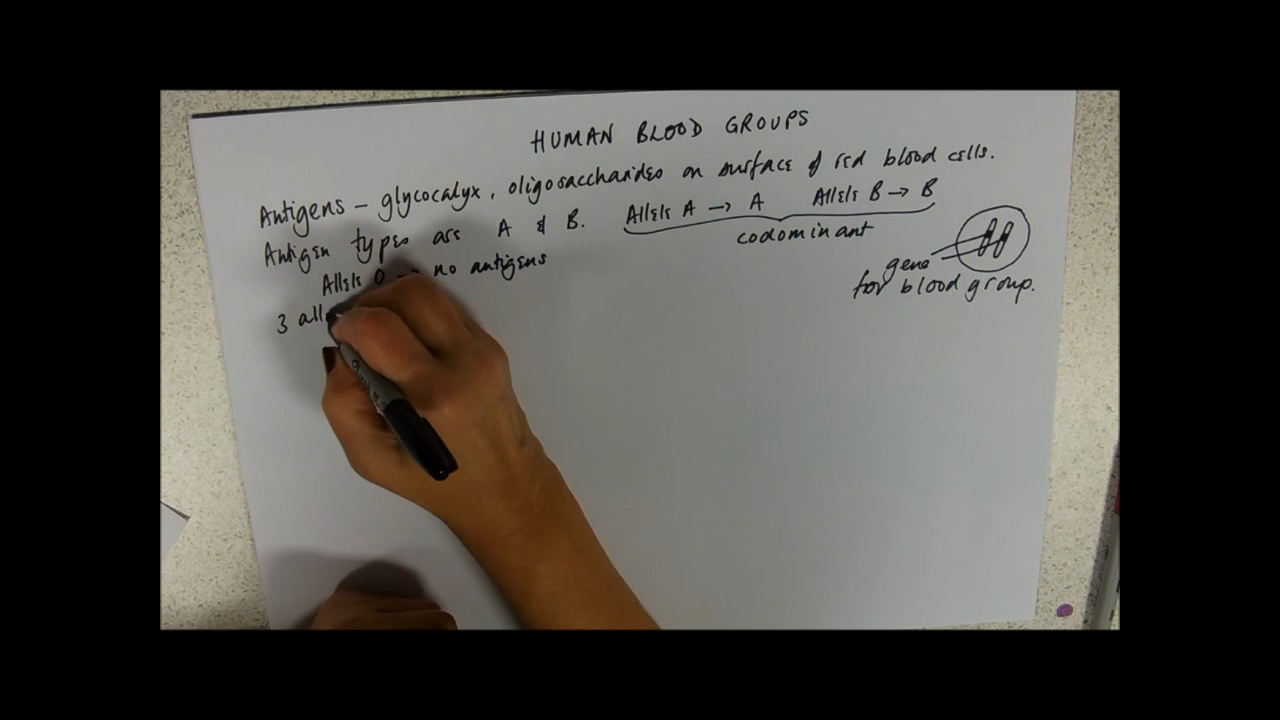 HUMAN BLOOD GROUPS
Antigens - glycocalyx, oligosaccharides on surface of red blood cells.
Antigen types are A & B. Allele A → A Allele B → B
codominant
Allele O → no antigens
gene
for blood group.
3